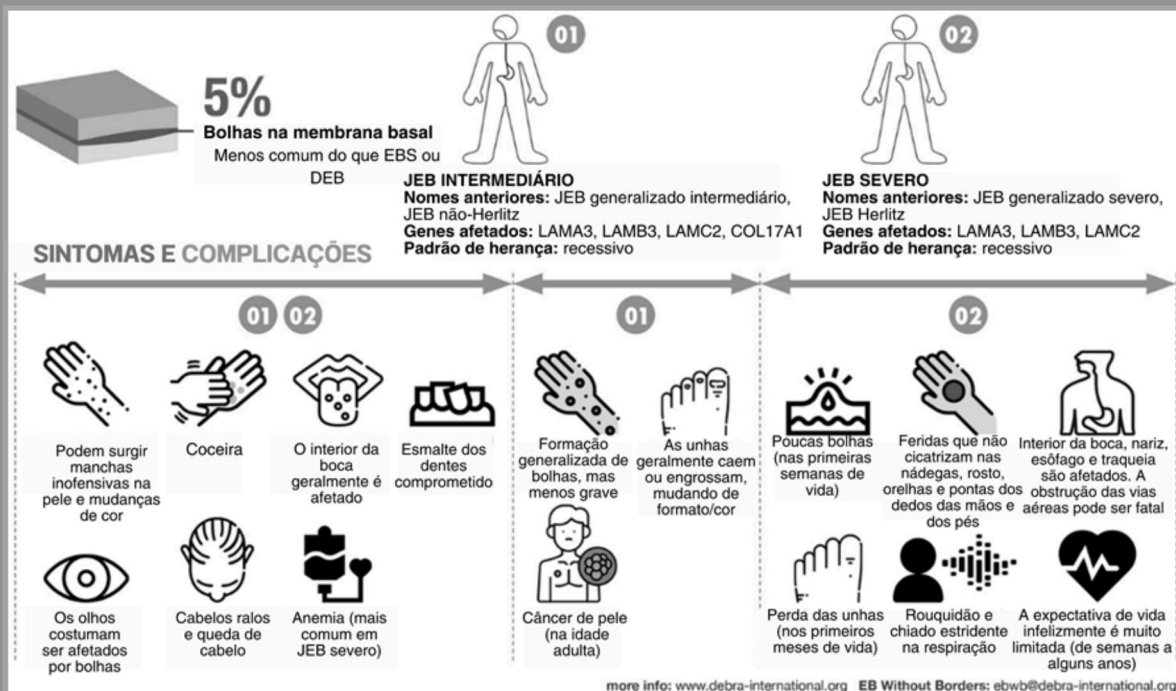 5%
Bolhas na membrana basal
Menos comum do que EBS ou
DEB
01
JEB INTERMEDIÁRIO
Nomes anteriores: JEB generalizado intermediário,
JEB não-Herlitz
Genes afetados: LAMA3, LAMB3, LAMC2, COL17A1
Padrão de herança: recessivo
02
JEB SEVERO
Nomes anteriores: JEB generalizado severo,
JEB Herlitz
Genes afetados: LAMA3, LAMB3, LAMC2
Padrão de herança: recessivo
SINTOMAS E COMPLICAÇÕES
01 02
Podem surgir
manchas
inofensivas na
pele e mudanças
de cor
Coceira
O interior da
boca
geralmente é
afetado
Esmalte dos
dentes
comprometido
Os olhos
costumam
ser afetados
por bolhas
Cabelos ralos
e queda de
cabelo
Anemia (mais
comum em
JEB severo)
01
Formação
generalizada de
bolhas, mas
menos grave
As unhas
geralmente caem
ou engrossam,
mudando de
formato/cor
Câncer de pele
(na idade
adulta)
02
Poucas bolhas
(nas primeiras
semanas de
vida)
Feridas que não
cicatrizam nas
nádegas, rosto,
orelhas e pontas dos
dedos das mãos e
dos pés
Interior da boca, nariz,
esôfago e traqueia
são afetados. A
obstrução das vias
aéreas pode ser fatal
Perda das unhas
(nos primeiros
meses de vida)
Rouquidão e
chiado estridente
na respiração
A expectativa de vida
infelizmente é muito
limitada (de semanas a
alguns anos)
more info: www.debra-international.org EB Without Borders: ebwb@debra-international.org